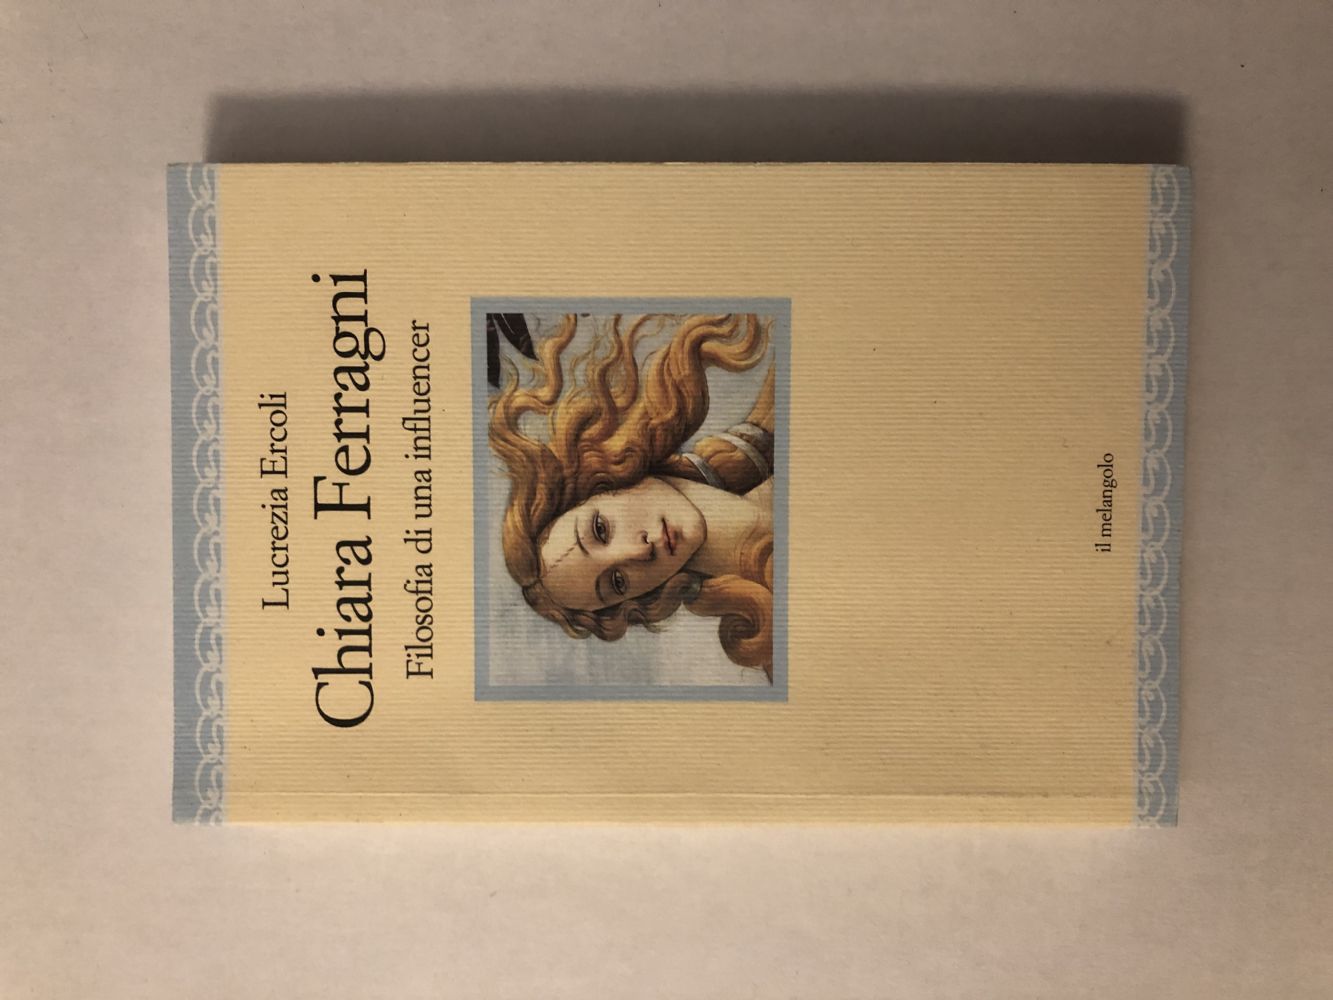 Lucrezia Ercoli
Chiara Ferragni
Filosofia di una influencer
il melangolo